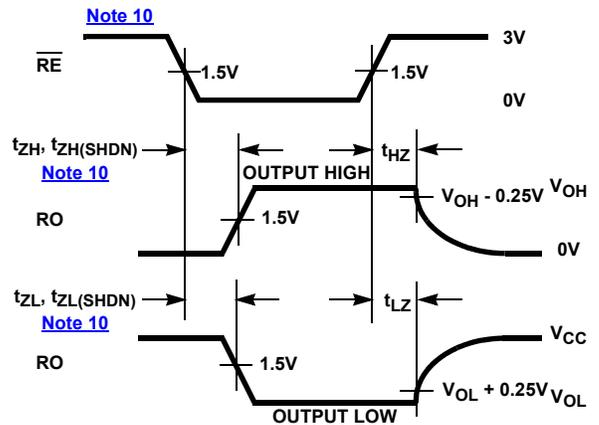 Note 10
RE
3V
1.5V
1.5V
0V
tZH, tZH(SHDN)
Note 10
tHZ
OUTPUT HIGH
VOH - 0.25V VOH
RO
1.5V
0V
tZL, tZL(SHDN)
Note 10
tLZ
VCC
RO
1.5V
VOL + 0.25V VOL
OUTPUT LOW